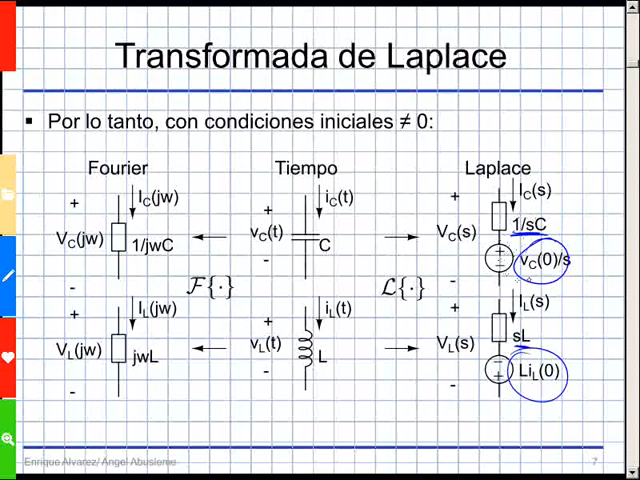 Transformada de Laplace
▪ Por lo tanto, con condiciones iniciales ≠ 0:
Fourier Tiempo Laplace
+ I_C(jw) + i_C(t) + I_C(s)
V_C(jw) 1/jwC v_C(t) C V_C(s) 1/sC
+ - v_C(0)/s
- - -
ℱ{·} ℒ{·}
+ I_L(jw) + i_L(t) + I_L(s)
V_L(jw) jwL v_L(t) L V_L(s) sL
- + Li_L(0)
- - -
Enrique Alvarez/ Angel Abusleme 7